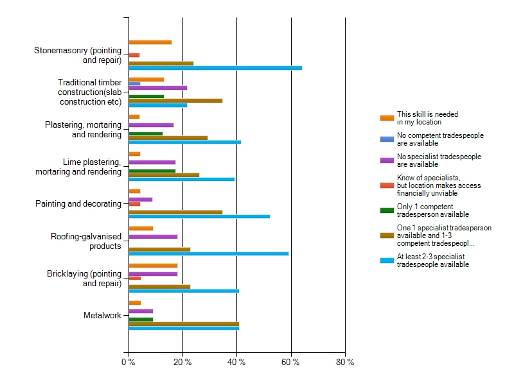 Stonemasonry (pointing
and repair)
Traditional timber
construction(slab
construction etc)
Plastering, mortaring
and rendering
Lime plastering,
mortaring and rendering
Painting and decorating
Roofing-galvanised
products
Bricklaying (pointing
and repair)
Metalwork
0 %
20 %
40 %
60 %
80 %
This skill is needed
in my location
No competent tradespeople
are available
No specialist tradespeople
are available
Know of specialists,
but location makes access
financially unviable
Only 1 competent
tradesperson available
One 1 specialist tradesperson
available and 1-3
competent tradespeopl...
At least 2-3 specialist
tradespeople available